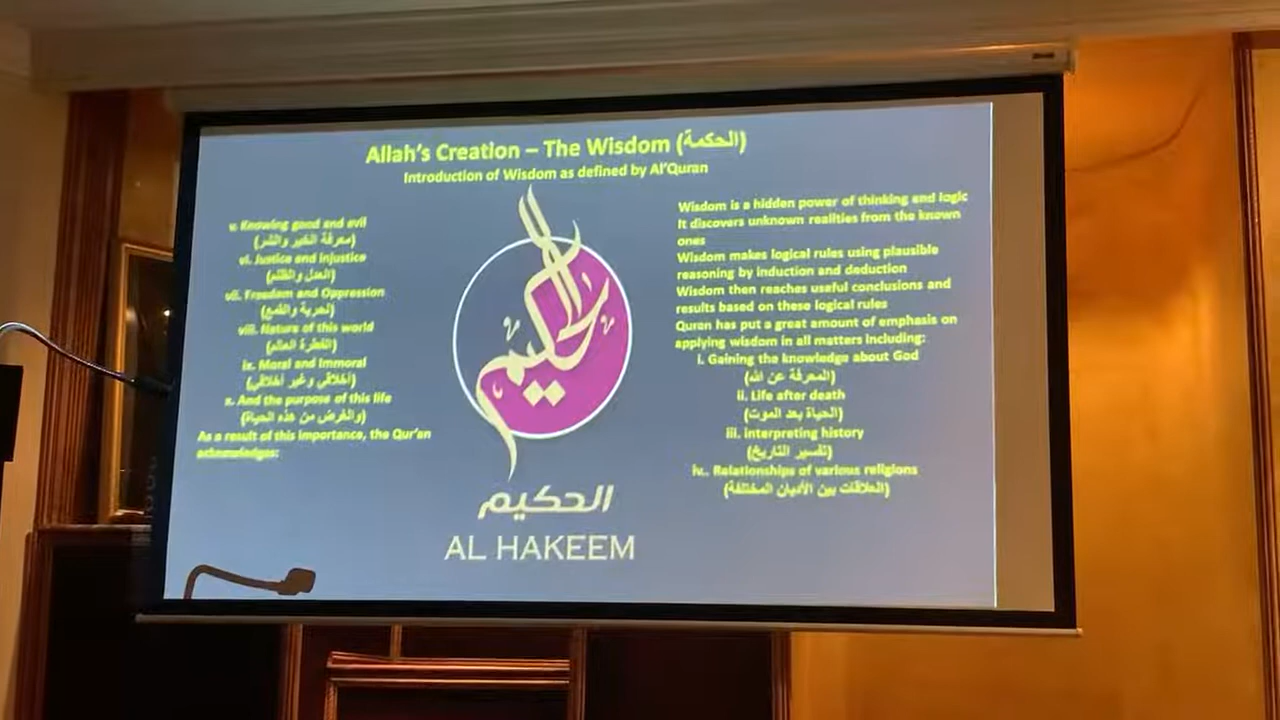 Allah's Creation – The Wisdom (الحكمة)
Introduction of Wisdom as defined by Al'Quran
Wisdom is a hidden power of thinking and logic
It discovers unknown realities from the known
ones
Wisdom makes logical rules using plausible
reasoning by induction and deduction
Wisdom then reaches useful conclusions and
results based on these logical rules
Quran has put a great amount of emphasis on
applying wisdom in all matters including:
i. Gaining the knowledge about God
(المعرفة عن الله)
ii. Life after death
(الحياة بعد الموت)
iii. interpreting history
(تفسير التاريخ)
iv. Relationships of various religions
(العلاقات بين الأديان المختلفة)
v. Knowing good and evil
(معرفة الخير والشر)
vi. Justice and Injustice
(العدل والظلم)
vii. Freedom and Oppression
(لحرية والقمع)
viii. Nature of this world
(الفطرة العالم)
ix. Moral and Immoral
(أخلاقي وغير أخلاقي)
x. And the purpose of this life
(والغرض من هذه الحياة)
As a result of this importance, the Qur'an
acknowledges:
الحكيم
الحكيم
AL HAKEEM